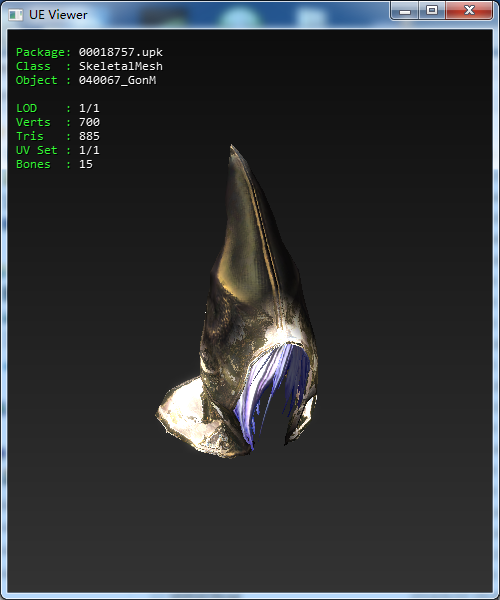 UE Viewer
Package: 00018757.upk
Class : SkeletalMesh
Object : 040067_GonM
LOD : 1/1
Verts : 700
Tris : 885
UV Set : 1/1
Bones : 15